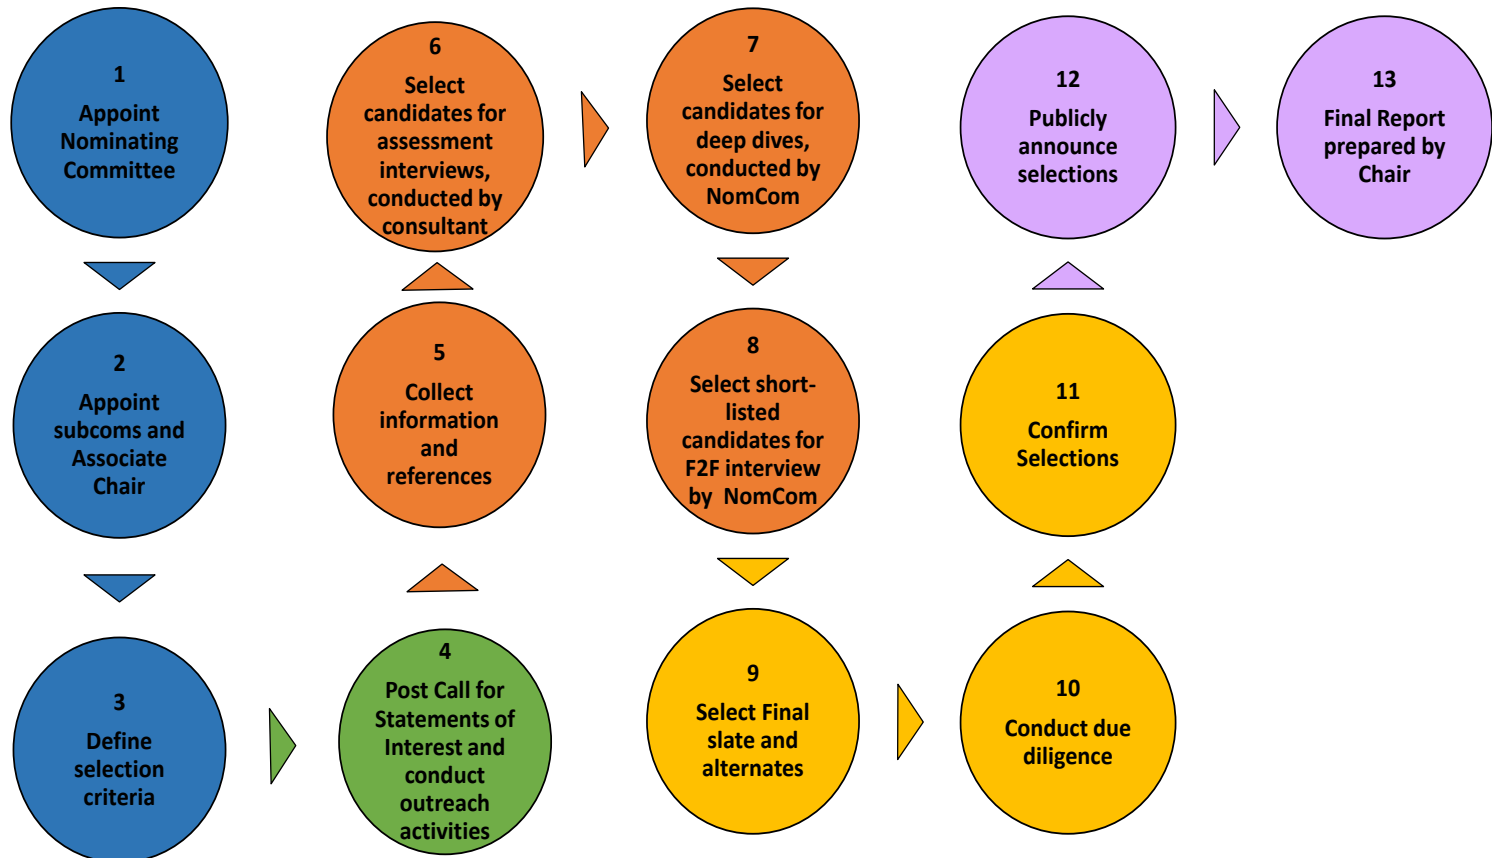 1
Appoint
Nominating
Committee
2
Appoint
subcoms and
Associate
Chair
3
Define
selection
criteria
4
Post Call for
Statements of
Interest and
conduct
outreach
activities
5
Collect
information
and
references
6
Select
candidates for
assessment
interviews,
conducted by
consultant
7
Select
candidates for
deep dives,
conducted by
NomCom
8
Select short-
listed
candidates for
F2F interview
by NomCom
9
Select Final
slate and
alternates
10
Conduct due
diligence
11
Confirm
Selections
12
Publicly
announce
selections
13
Final Report
prepared by
Chair